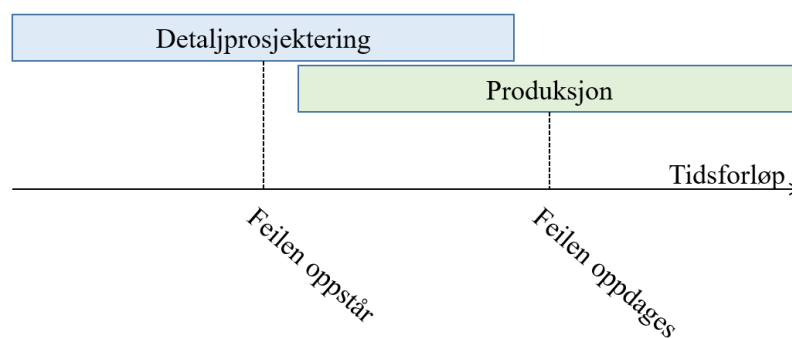 Detaljprosjektering
Produksjon
Tidsforløp
Feilen oppstår
Feilen oppdages